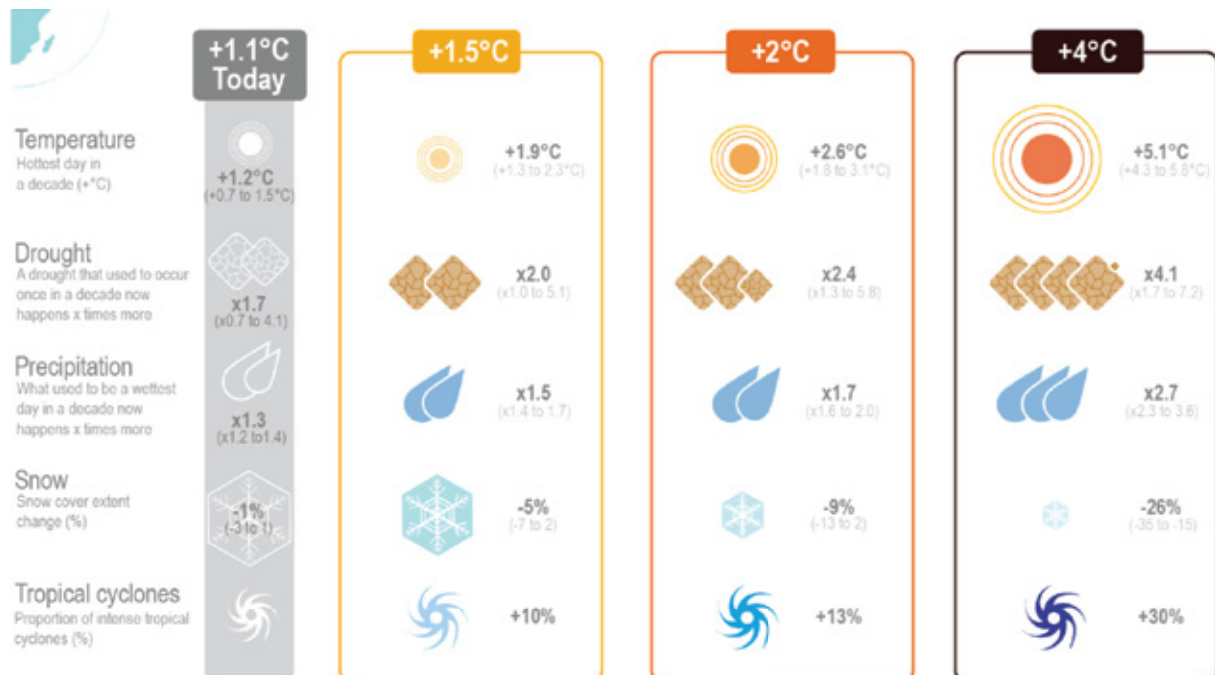 +1.1°C
Today
+1.5°C
+2°C
+4°C
Temperature
Hottest day in
a decade (+°C)
+1.2°C
(+0.7 to 1.5°C)
+1.9°C
(+1.3 to 2.3°C)
+2.6°C
(+1.8 to 3.1°C)
+5.1°C
(+4.3 to 5.8°C)
Drought
A drought that used to occur
once in a decade now
happens x times more
x1.7
(x0.7 to 4.1)
x2.0
(x1.0 to 5.1)
x2.4
(x1.3 to 5.8)
x4.1
(x1.7 to 7.2)
Precipitation
What used to be a wettest
day in a decade now
happens x times more
x1.3
(x1.2 to1.4)
x1.5
(x1.4 to 1.7)
x1.7
(x1.6 to 2.0)
x2.7
(x2.3 to 3.6)
Snow
Snow cover extent
change (%)
-1%
(-3 to 1)
-5%
(-7 to 2)
-9%
(-13 to 2)
-26%
(-35 to -15)
Tropical cyclones
Proportion of intense tropical
cyclones (%)
+10%
+13%
+30%